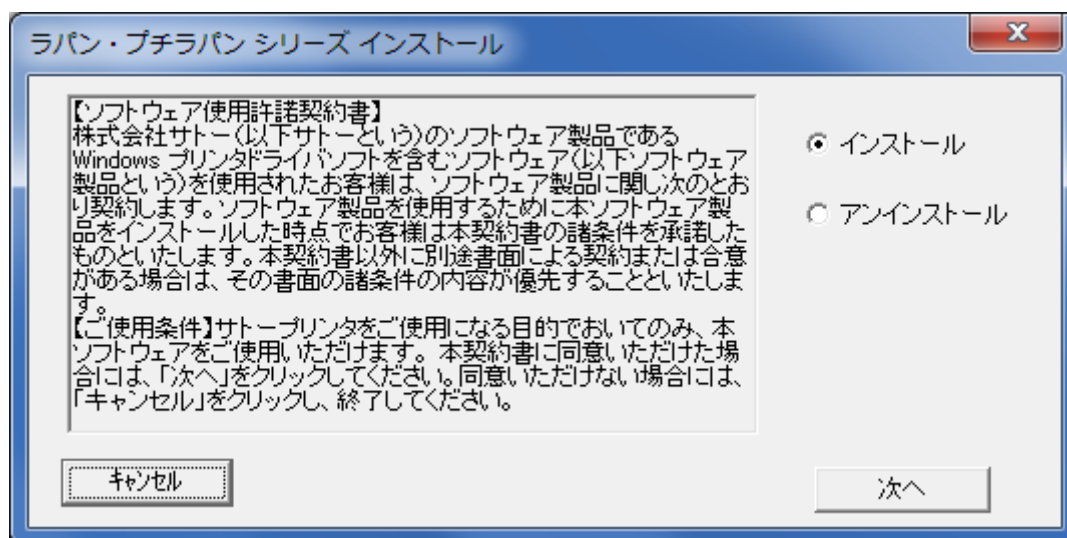 ラパン・プチラパン シリーズ インストール
【ソフトウェア使用許諾契約書】
株式会社サトー(以下サトーという)のソフトウェア製品である
Windows プリンタドライバソフトを含むソフトウェア(以下ソフトウェア
製品という)を使用されたお客様は、ソフトウェア製品に関し次のとお
り契約します。ソフトウェア製品を使用するために本ソフトウェア製
品をインストールした時点でお客様は本契約書の諸条件を承諾した
ものといたします。本契約書以外に別途書面による契約または合意
がある場合は、その書面の諸条件の内容が優先することといたしま
す。
【ご使用条件】サトープリンタをご使用になる目的でおいてのみ、本
ソフトウェアをご使用いただけます。 本契約書に同意いただけた場
合には、「次へ」をクリックしてください。同意いただけない場合には、
「キャンセル」をクリックし、終了してください。
インストール
アンインストール
キャンセル
次へ